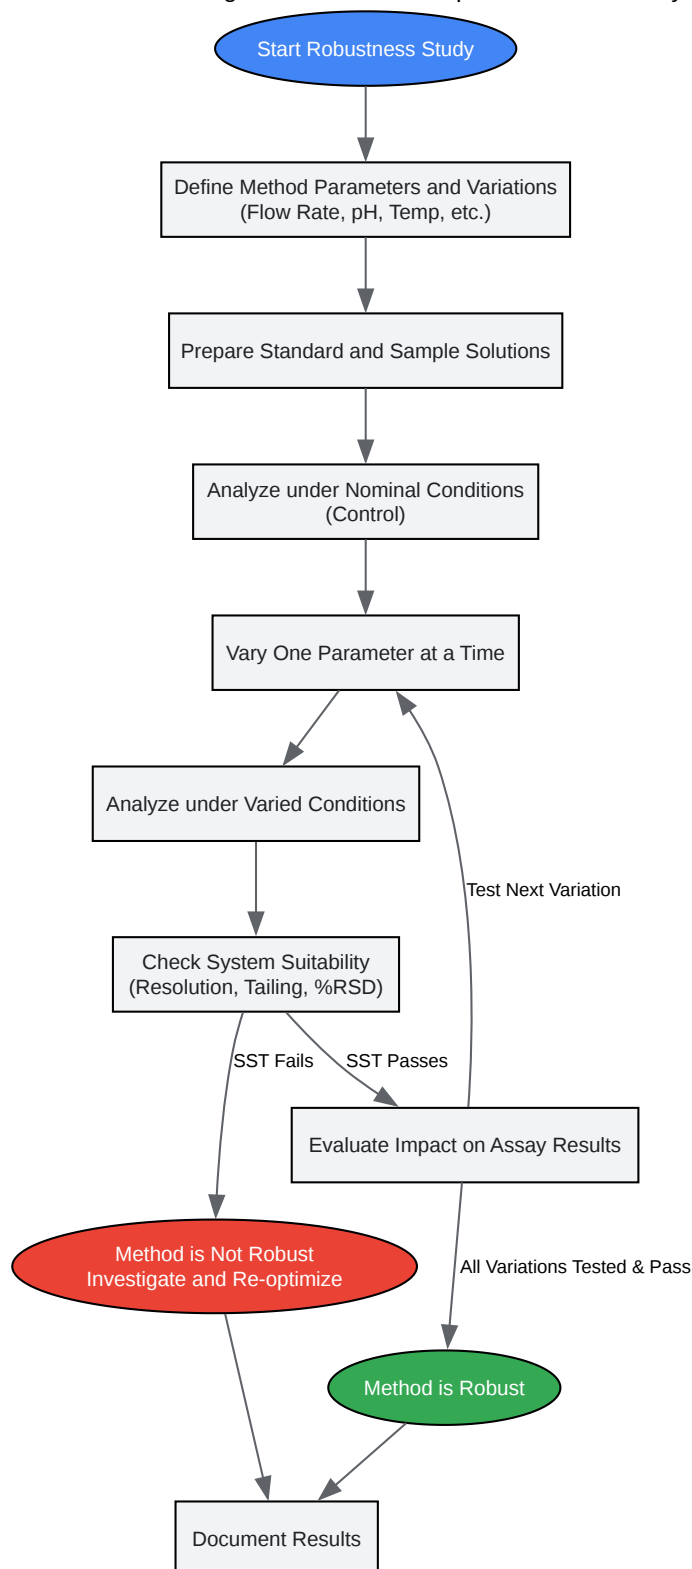 Start Robustness Study
Define Method Parameters and Variations
(Flow Rate, pH, Temp, etc.)
Prepare Standard and Sample Solutions
Analyze under Nominal Conditions
(Control)
Vary One Parameter at a Time
Analyze under Varied Conditions
Test Next Variation
Check System Suitability
(Resolution, Tailing, %RSD)
SST Fails
SST Passes
Evaluate Impact on Assay Results
Method is Not Robust
Investigate and Re-optimize
All Variations Tested & Pass
Method is Robust
Document Results